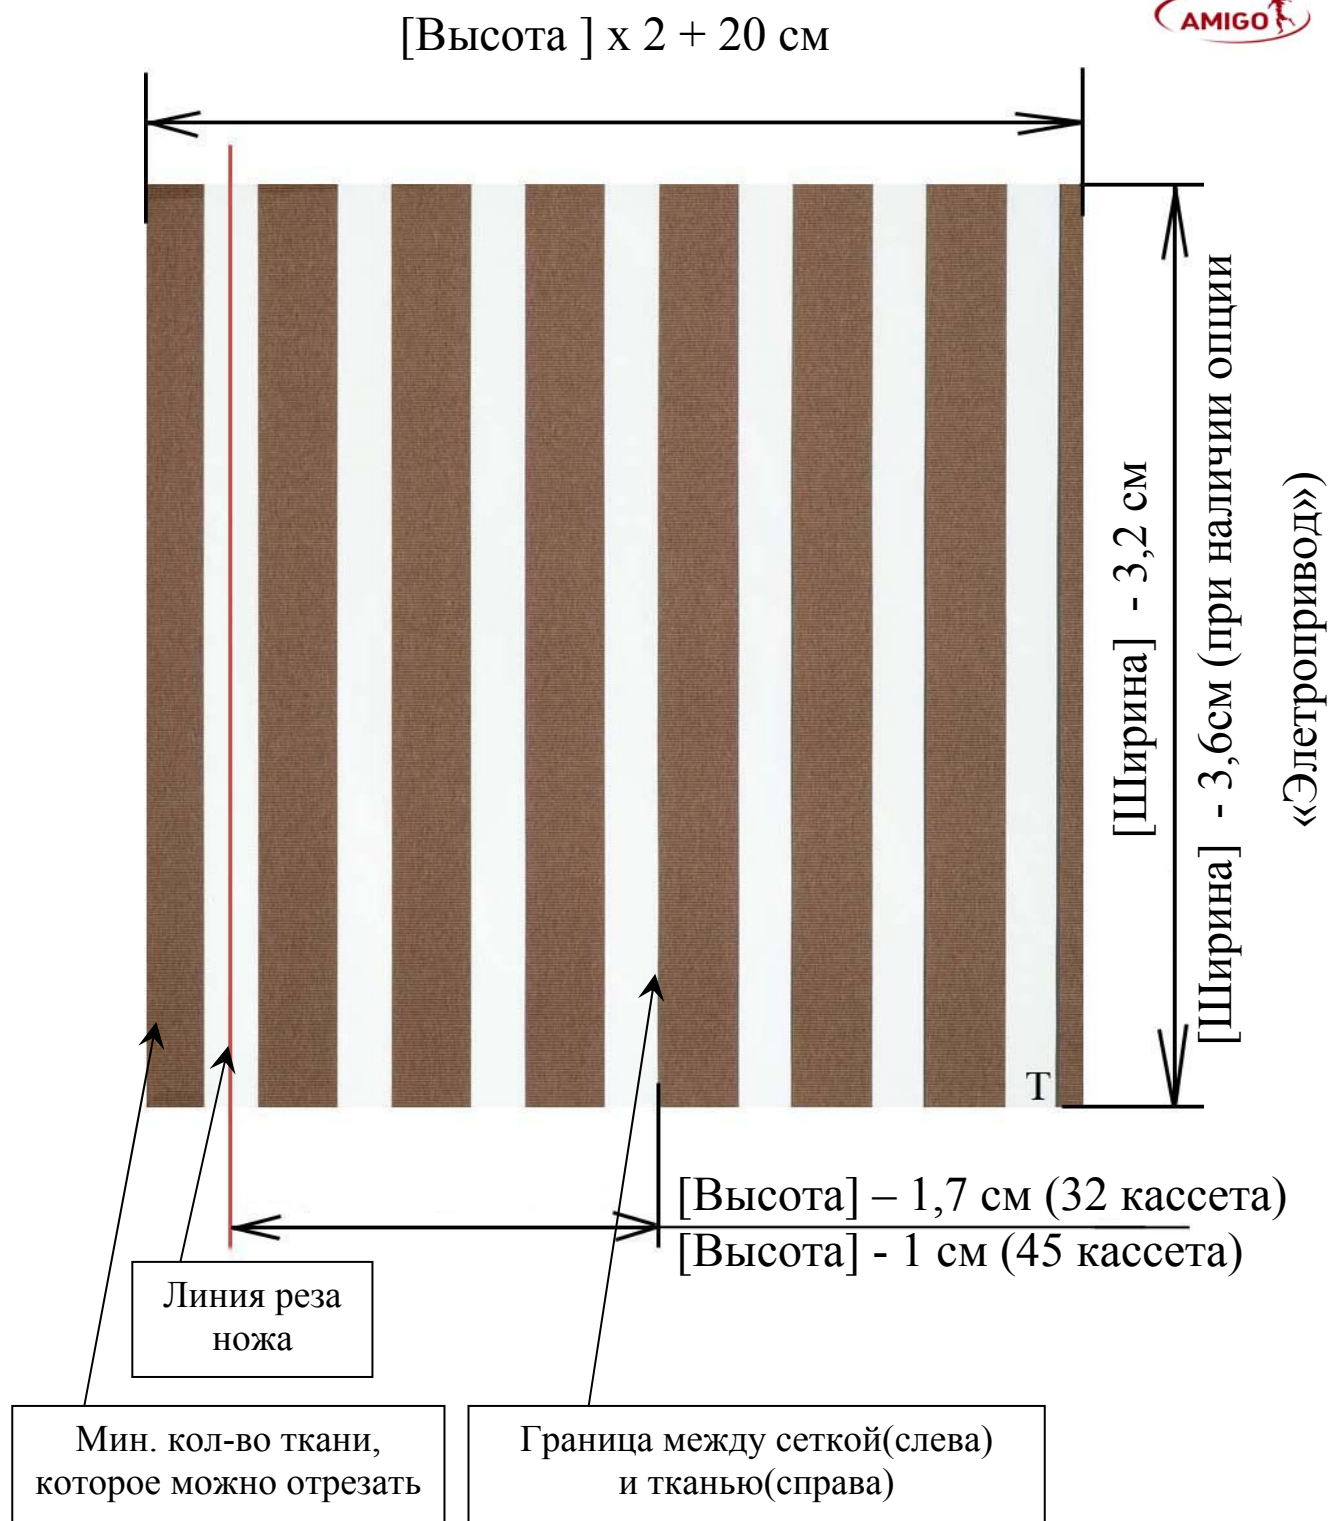 AMIGO
[Высота ] х 2 + 20 см
[Ширина]  - 3,2 см
[Ширина]  - 3,6см (при наличии опции
«Элетропривод»)
Т
[Высота] – 1,7 см (32 кассета)
[Высота] - 1 см (45 кассета)
Линия реза
ножа
Мин. кол-во ткани,
которое можно отрезать
Граница между сеткой(слева)
и тканью(справа)